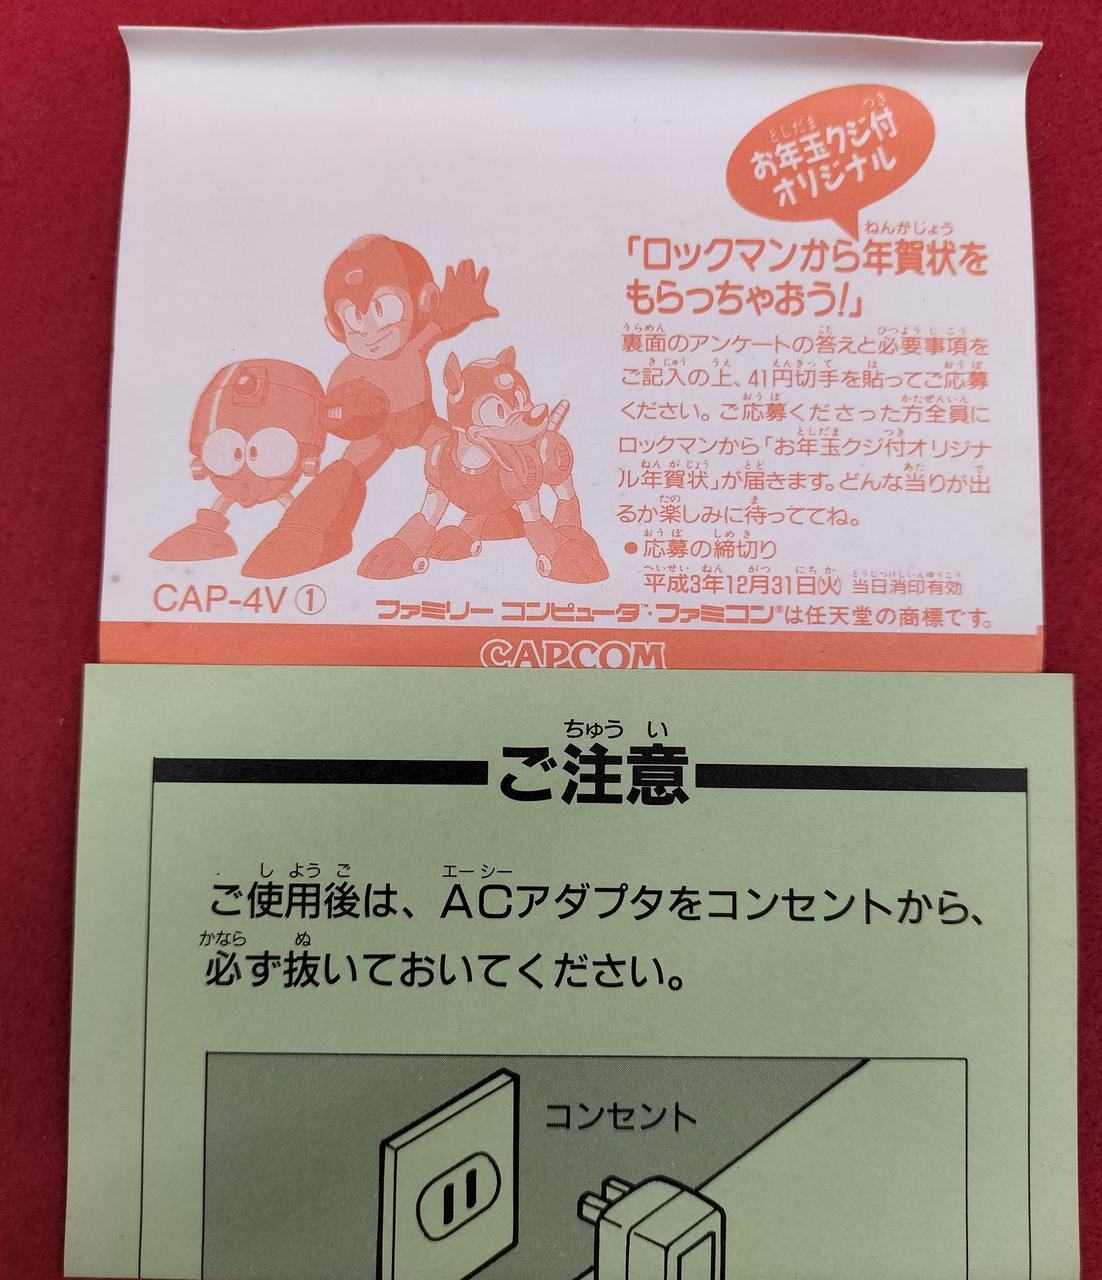 お年玉クジ付
オリジナル
「ロックマンから年賀状を
もらっちゃおう!」
裏面のアンケートの答えと必要事項を
ご記入の上、41円切手を貼ってご応募
ください。ご応募くださった方全員に
ロックマンから「お年玉クジ付オリジナ
ル年賀状」が届きます。どんな当りが出
るか楽しみに待っててね。
●応募の締切り
平成3年12月31日(火) 当日消印有効
CAP-4V①
ファミリーコンピュータ™・ファミコン®は任天堂の商標です。
CAPCOM
ご注意
ご使用後は、ACアダプタをコンセントから、
必ず抜いておいてください。
コンセント